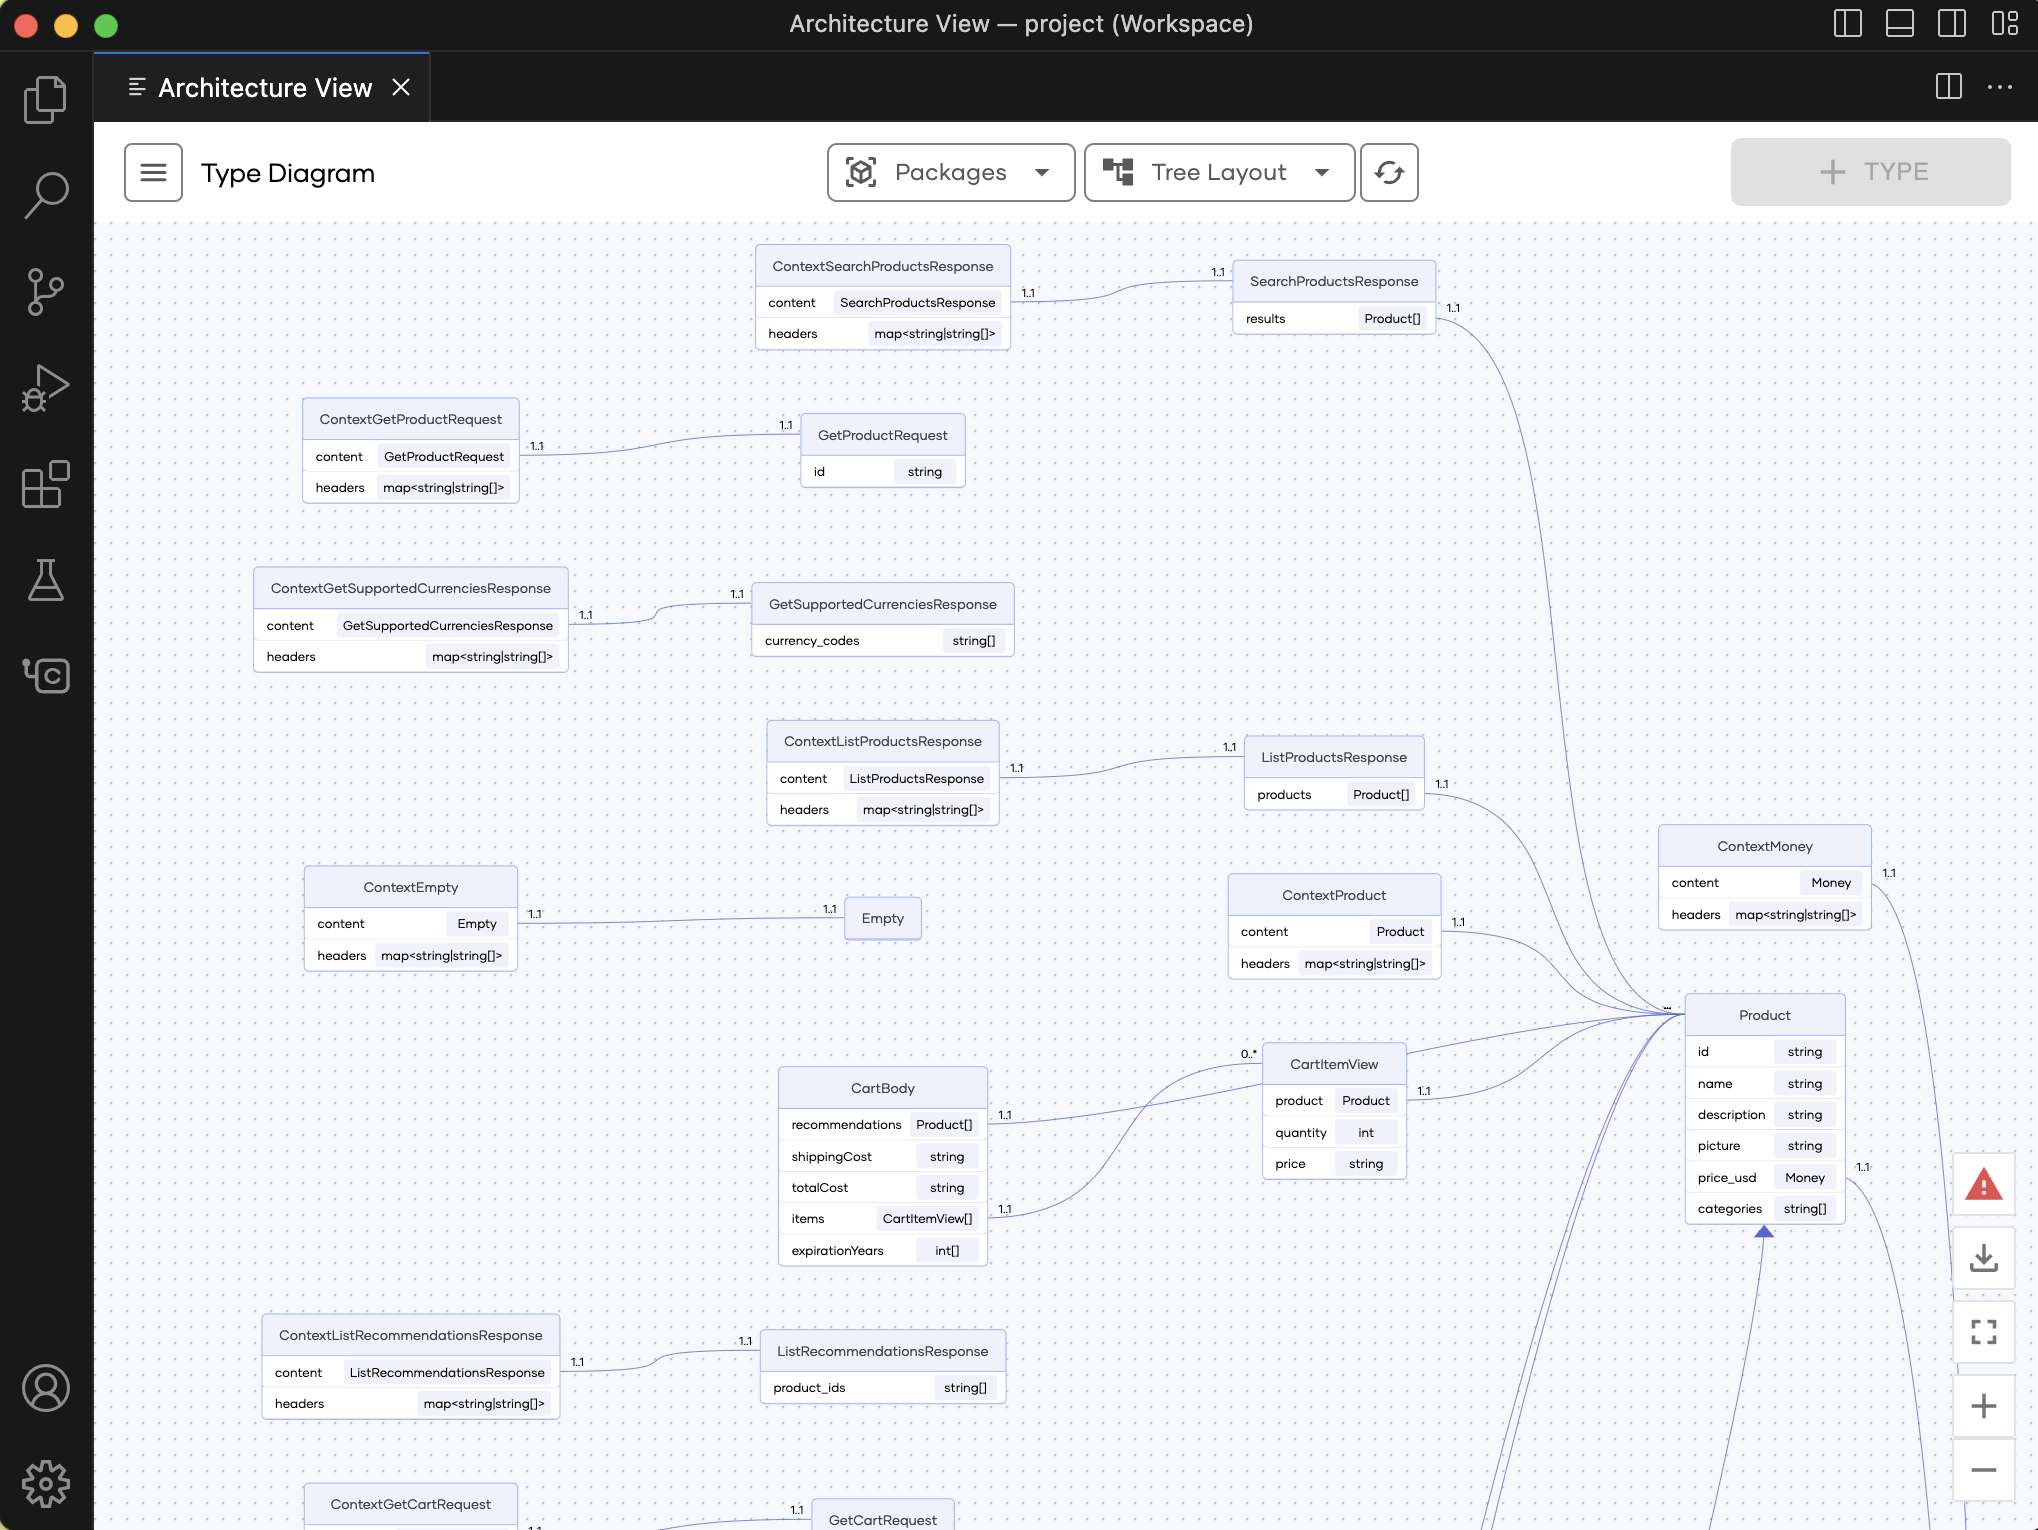 Architecture View — project (Workspace)
Architecture View
Type Diagram
Packages
Tree Layout
TYPE
ContextSearchProductsResponse
content SearchProductsResponse
headers map<string|string[]>
1..1
1..1
SearchProductsResponse
results Product[]
1..1
ContextGetProductRequest
content GetProductRequest
headers map<string|string[]>
1..1
1..1
GetProductRequest
id string
ContextGetSupportedCurrenciesResponse
content GetSupportedCurrenciesResponse
headers map<string|string[]>
1..1
1..1
GetSupportedCurrenciesResponse
currency_codes string[]
ContextListProductsResponse
content ListProductsResponse
headers map<string|string[]>
1..1
1..1
ListProductsResponse
products Product[]
1..1
ContextMoney
content Money
headers map<string|string[]>
1..1
ContextEmpty
content Empty
headers map<string|string[]>
1..1
1..1
Empty
ContextProduct
content Product
headers map<string|string[]>
1..1
Product
id string
name string
description string
picture string
price_usd Money
categories string[]
1..1
CartBody
recommendations Product[]
shippingCost string
totalCost string
items CartItemView[]
expirationYears int[]
1..1
1..1
0..*
CartItemView
product Product
quantity int
price string
1..1
ContextListRecommendationsResponse
content ListRecommendationsResponse
headers map<string|string[]>
1..1
1..1
ListRecommendationsResponse
product_ids string[]
ContextGetCartRequest
1..1
1..1
GetCartRequest